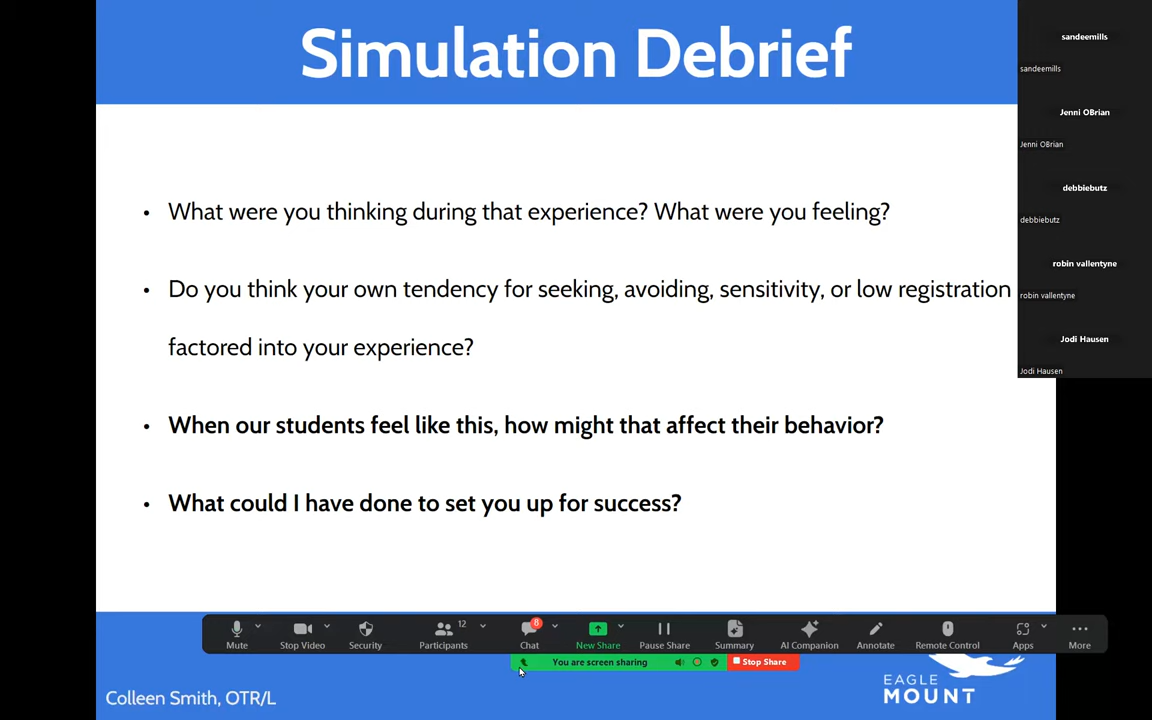 Simulation Debrief
• What were you thinking during that experience? What were you feeling?
• Do you think your own tendency for seeking, avoiding, sensitivity, or low registration
factored into your experience?
• When our students feel like this, how might that affect their behavior?
• What could I have done to set you up for success?
sandeemills
sandeemills
Jenni OBrian
Jenni OBrian
debbiebutz
debbiebutz
robin vallentyne
robin vallentyne
Jodi Hausen
Jodi Hausen
12
8
Mute Stop Video Security Participants Chat New Share Pause Share Summary AI Companion Annotate Remote Control Apps More
You are screen sharing Stop Share
Colleen Smith, OTR/L
EAGLE
MOUNT